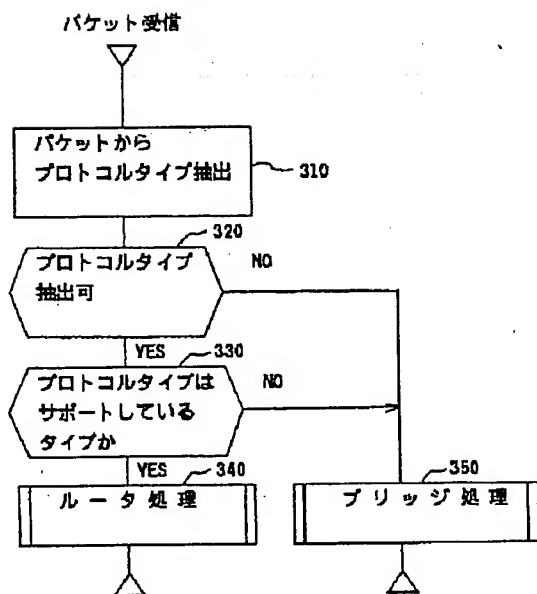 パケット受信
パケットから
プロトコルタイプ抽出
310
320
プロトコルタイプ
抽出可
NO
YES
330
プロトコルタイプは
サポートしている
タイプか
NO
YES
340
ルータ処理
350
ブリッジ処理